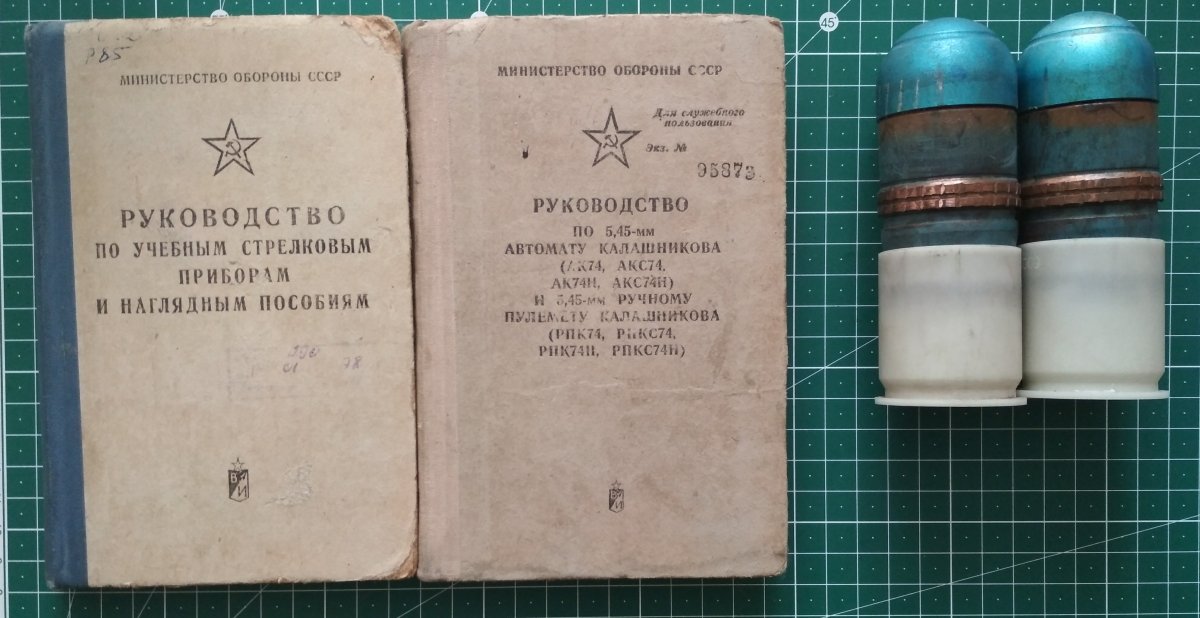 Р85
МИНИСТЕРСТВО ОБОРОНЫ СССР
РУКОВОДСТВО
ПО УЧЕБНЫМ СТРЕЛКОВЫМ
ПРИБОРАМ
И НАГЛЯДНЫМ ПОСОБИЯМ
78
В И
МИНИСТЕРСТВО ОБОРОНЫ СССР
Для служебного
пользования
Экз. №
95873
РУКОВОДСТВО
ПО 5,45-мм
АВТОМАТУ КАЛАШНИКОВА
(АК74, АКС74,
АК74Н, АКС74Н)
И 5,45-мм РУЧНОМУ
ПУЛЕМЕТУ КАЛАШНИКОВА
(РПК74, РПКС74,
РПК74Н, РПКС74Н)
В И
45°